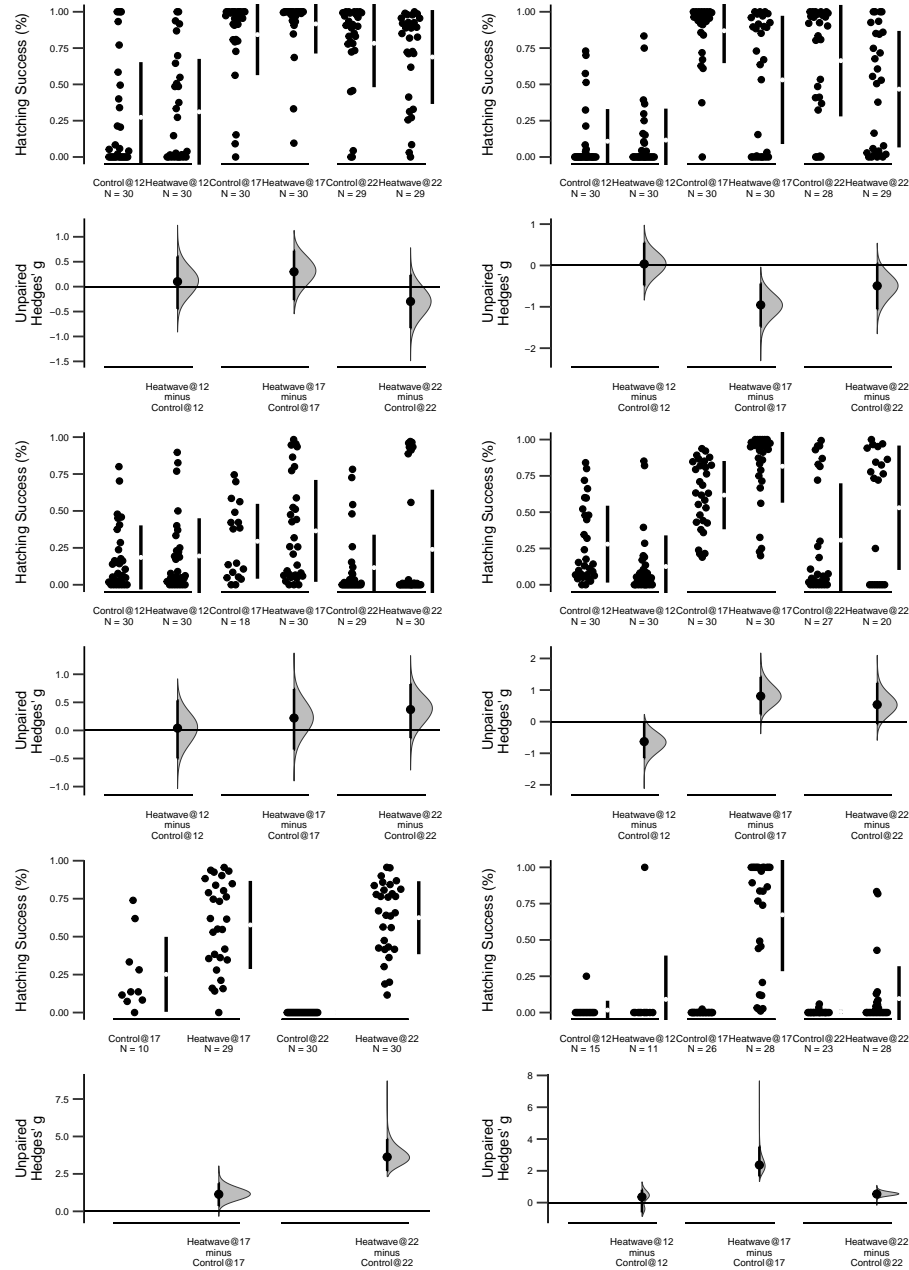 Hatching Success (%)
1.00
0.75
0.50
0.25
0.00
Control@12 Heatwave@12 Control@17 Heatwave@17 Control@22 Heatwave@22
N = 30 N = 30 N = 30 N = 30 N = 29 N = 29
Hatching Success (%)
1.00
0.75
0.50
0.25
0.00
Control@12 Heatwave@12 Control@17 Heatwave@17 Control@22 Heatwave@22
N = 30 N = 30 N = 30 N = 30 N = 28 N = 29
Unpaired
Hedges' g
1.0
0.5
0.0
−0.5
−1.0
−1.5
Heatwave@12 Heatwave@17 Heatwave@22
minus minus minus
Control@12 Control@17 Control@22
Unpaired
Hedges' g
1
0
−1
−2
Heatwave@12 Heatwave@17 Heatwave@22
minus minus minus
Control@12 Control@17 Control@22
Hatching Success (%)
1.00
0.75
0.50
0.25
0.00
Control@12 Heatwave@12 Control@17 Heatwave@17 Control@22 Heatwave@22
N = 30 N = 30 N = 18 N = 30 N = 29 N = 30
Hatching Success (%)
1.00
0.75
0.50
0.25
0.00
Control@12 Heatwave@12 Control@17 Heatwave@17 Control@22 Heatwave@22
N = 30 N = 30 N = 30 N = 30 N = 27 N = 20
Unpaired
Hedges' g
1.0
0.5
0.0
−0.5
−1.0
Heatwave@12 Heatwave@17 Heatwave@22
minus minus minus
Control@12 Control@17 Control@22
Unpaired
Hedges' g
2
1
0
−1
−2
Heatwave@12 Heatwave@17 Heatwave@22
minus minus minus
Control@12 Control@17 Control@22
Hatching Success (%)
1.00
0.75
0.50
0.25
0.00
Control@17 Heatwave@17 Control@22 Heatwave@22
N = 10 N = 29 N = 30 N = 30
Hatching Success (%)
1.00
0.75
0.50
0.25
0.00
Control@12 Heatwave@12 Control@17 Heatwave@17 Control@22 Heatwave@22
N = 15 N = 11 N = 26 N = 28 N = 23 N = 28
Unpaired
Hedges' g
7.5
5.0
2.5
0.0
Heatwave@17 Heatwave@22
minus minus
Control@17 Control@22
Unpaired
Hedges' g
8
6
4
2
0
Heatwave@12 Heatwave@17 Heatwave@22
minus minus minus
Control@12 Control@17 Control@22